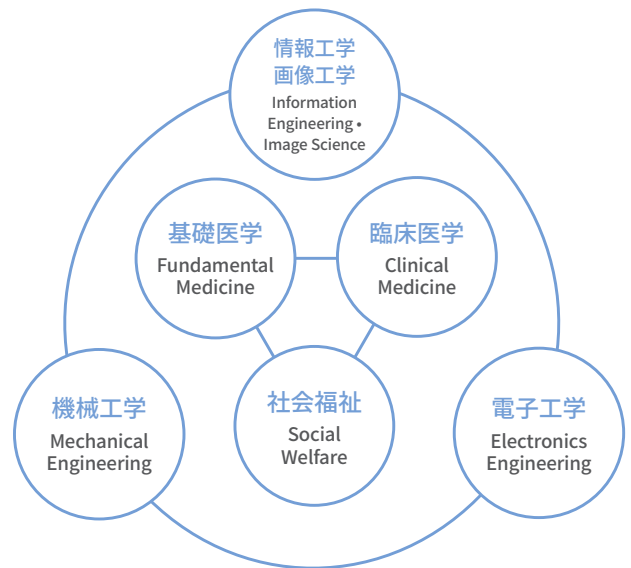 情報工学
画像工学
Information
Engineering •
Image Science
基礎医学
Fundamental
Medicine
臨床医学
Clinical
Medicine
機械工学
Mechanical
Engineering
社会福祉
Social
Welfare
電子工学
Electronics
Engineering